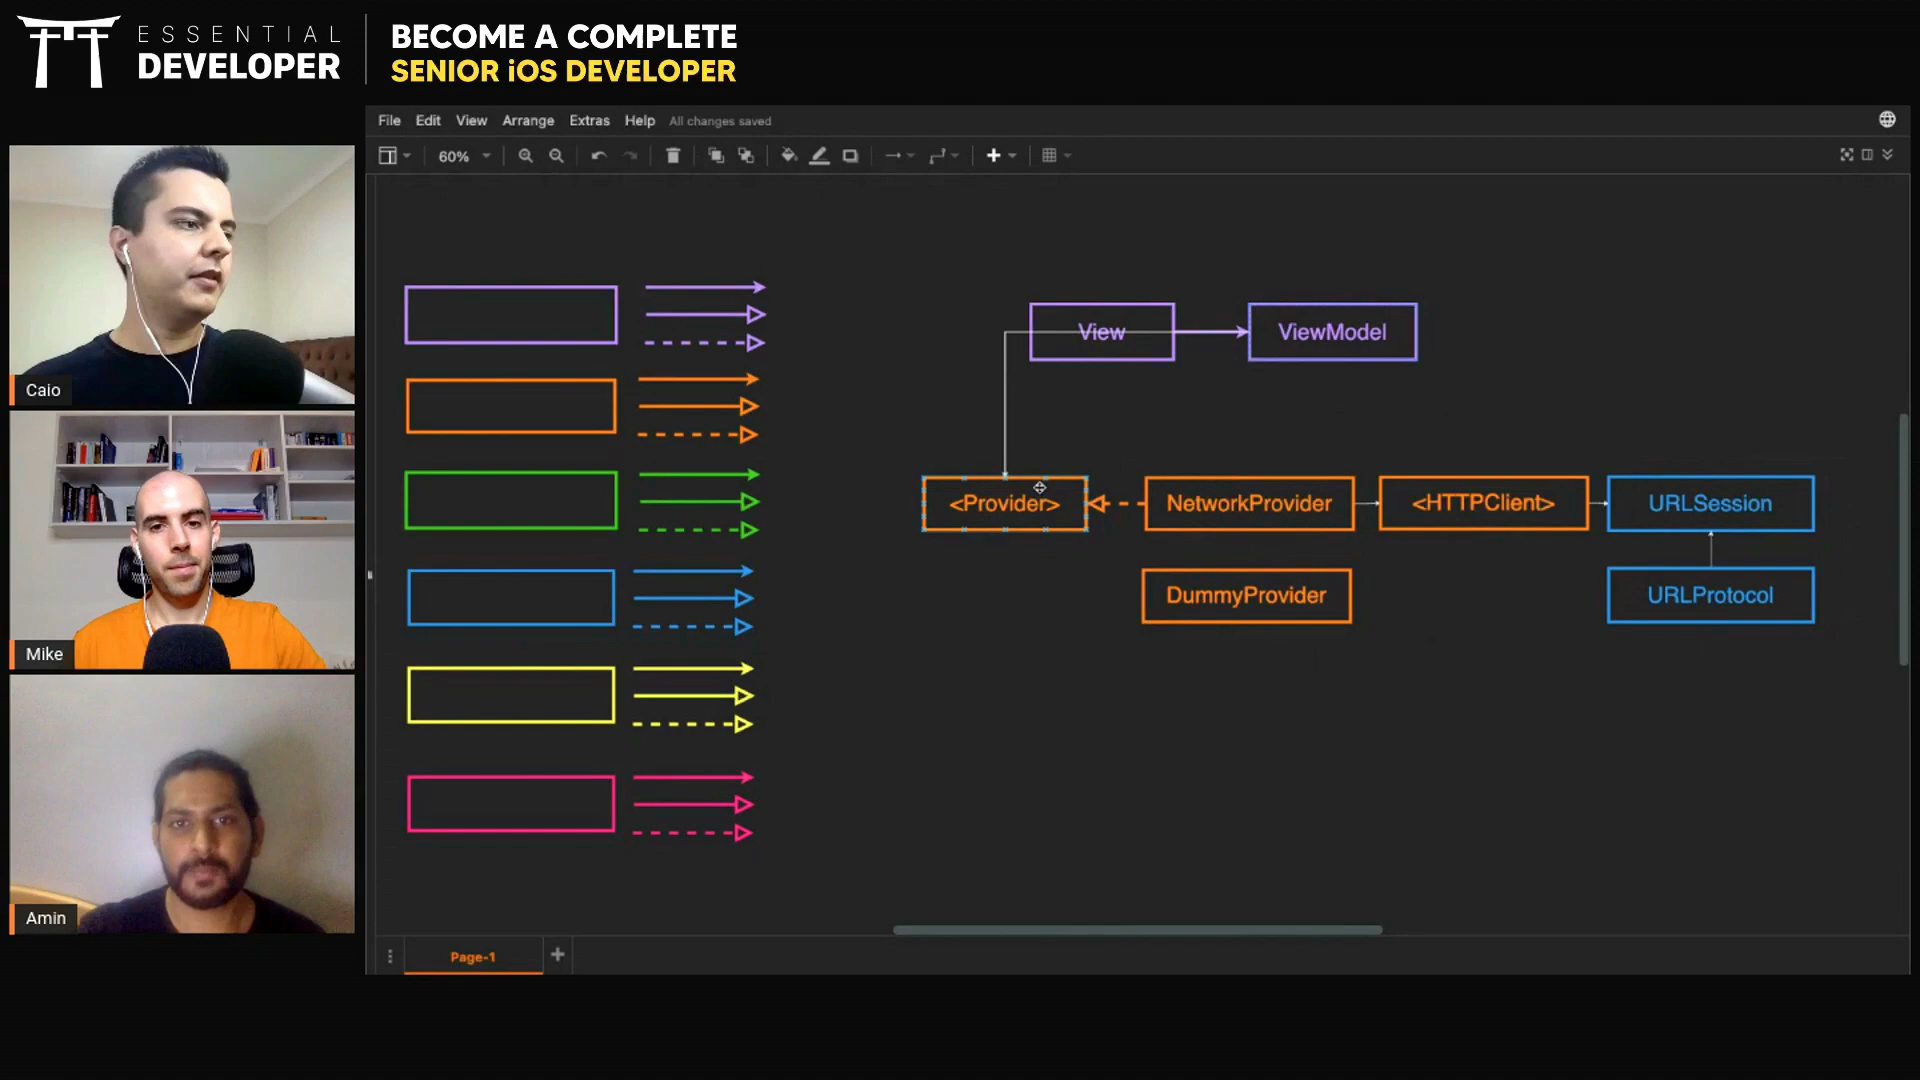 ESSENTIAL
DEVELOPER
BECOME A COMPLETE
SENIOR iOS DEVELOPER
File Edit View Arrange Extras Help All changes saved
60%
Caio
Mike
Amin
View
ViewModel
<Provider>
NetworkProvider
<HTTPClient>
URLSession
DummyProvider
URLProtocol
Page-1